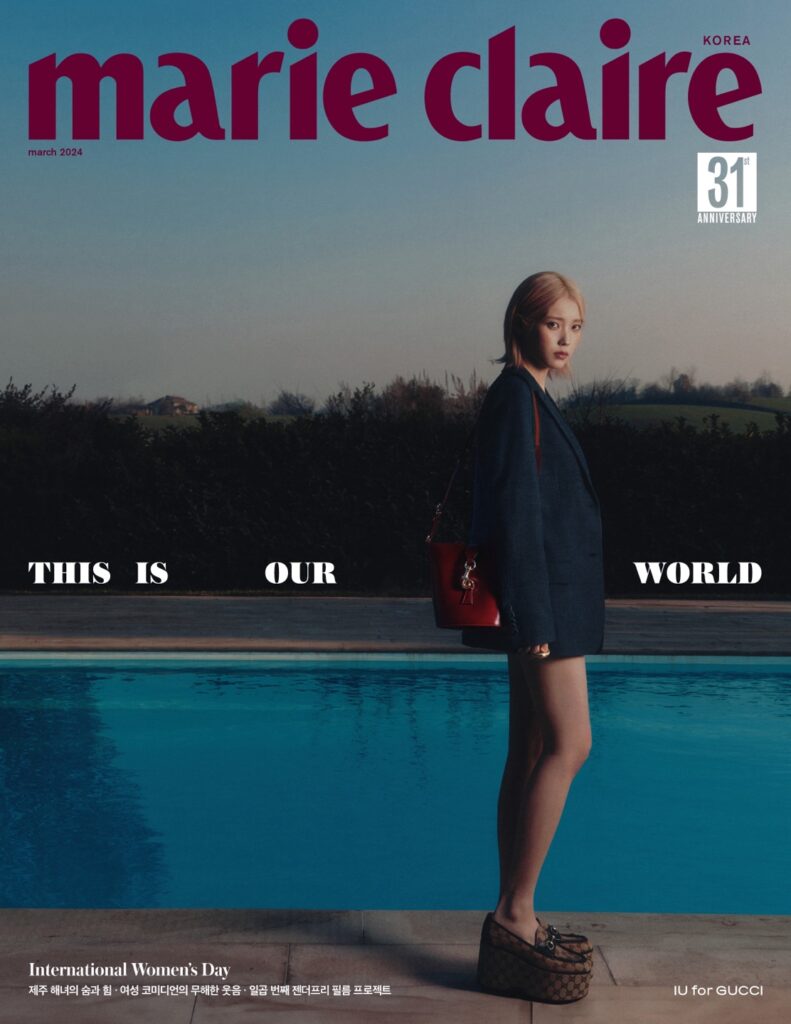 KOREA
marie claire
march 2024
31st
ANNIVERSARY
THIS IS OUR WORLD
International Women's Day
제주 해녀의 숨과 힘 · 여성 코미디언의 무해한 웃음 · 일곱 번째 젠더프리 필름 프로젝트
IU for GUCCI